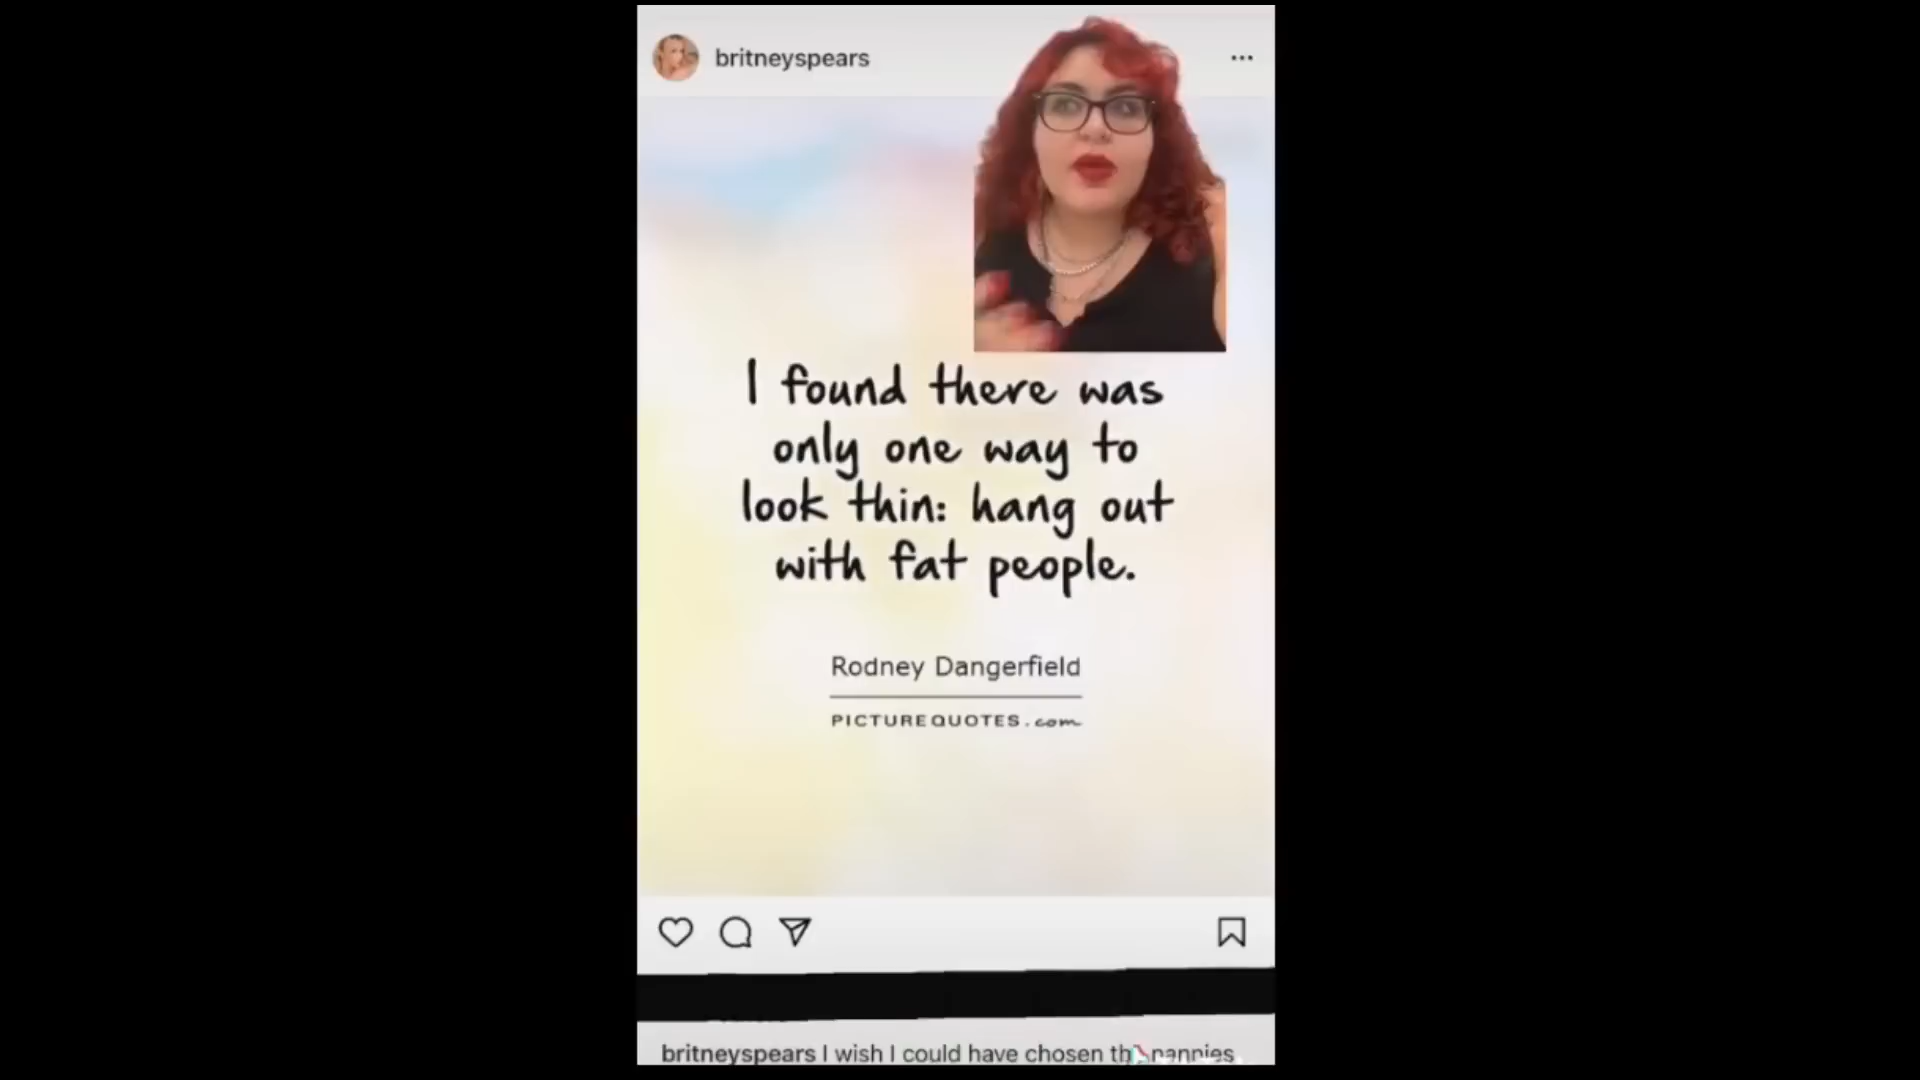 britneyspears
I found there was
only one way to
look thin: hang out
with fat people.
Rodney Dangerfield
PICTUREQUOTES.com
britneyspears I wish I could have chosen nannies